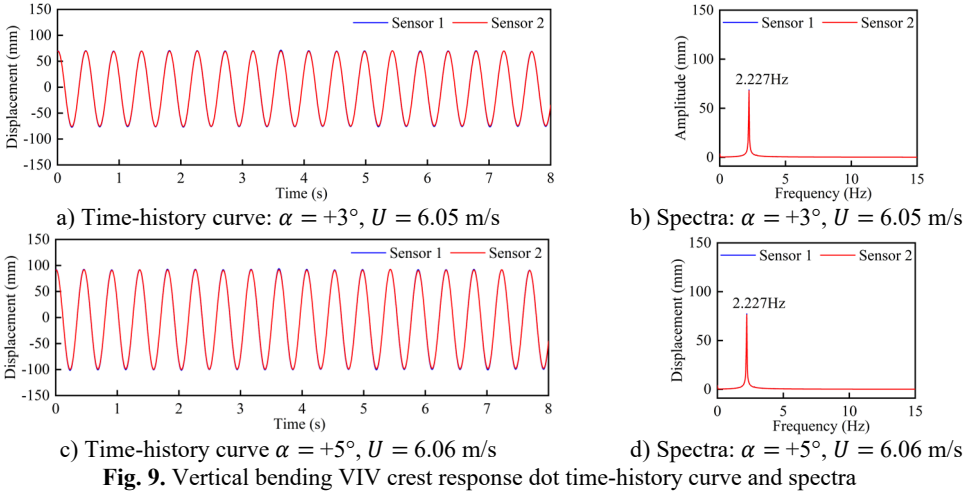 150
100
50
0
-50
-100
-150
Displacement (mm)
Sensor 1 Sensor 2
0 1 2 3 4 5 6 7 8
Time (s)
150
100
50
0
Amplitude (mm)
Sensor 1 Sensor 2
2.227Hz
0 5 10 15
Frequency (Hz)
a) Time-history curve: 𝛼 = +3°, 𝑈 = 6.05 m/s
b) Spectra: 𝛼 = +3°, 𝑈 = 6.05 m/s
150
100
50
0
-50
-100
-150
Displacement (mm)
Sensor 1 Sensor 2
0 1 2 3 4 5 6 7 8
Time (s)
150
100
50
0
Displacement (mm)
Sensor 1 Sensor 2
2.227Hz
0 5 10 15
Frequency (Hz)
c) Time-history curve 𝛼 = +5°, 𝑈 = 6.06 m/s
d) Spectra: 𝛼 = +5°, 𝑈 = 6.06 m/s
Fig. 9. Vertical bending VIV crest response dot time-history curve and spectra